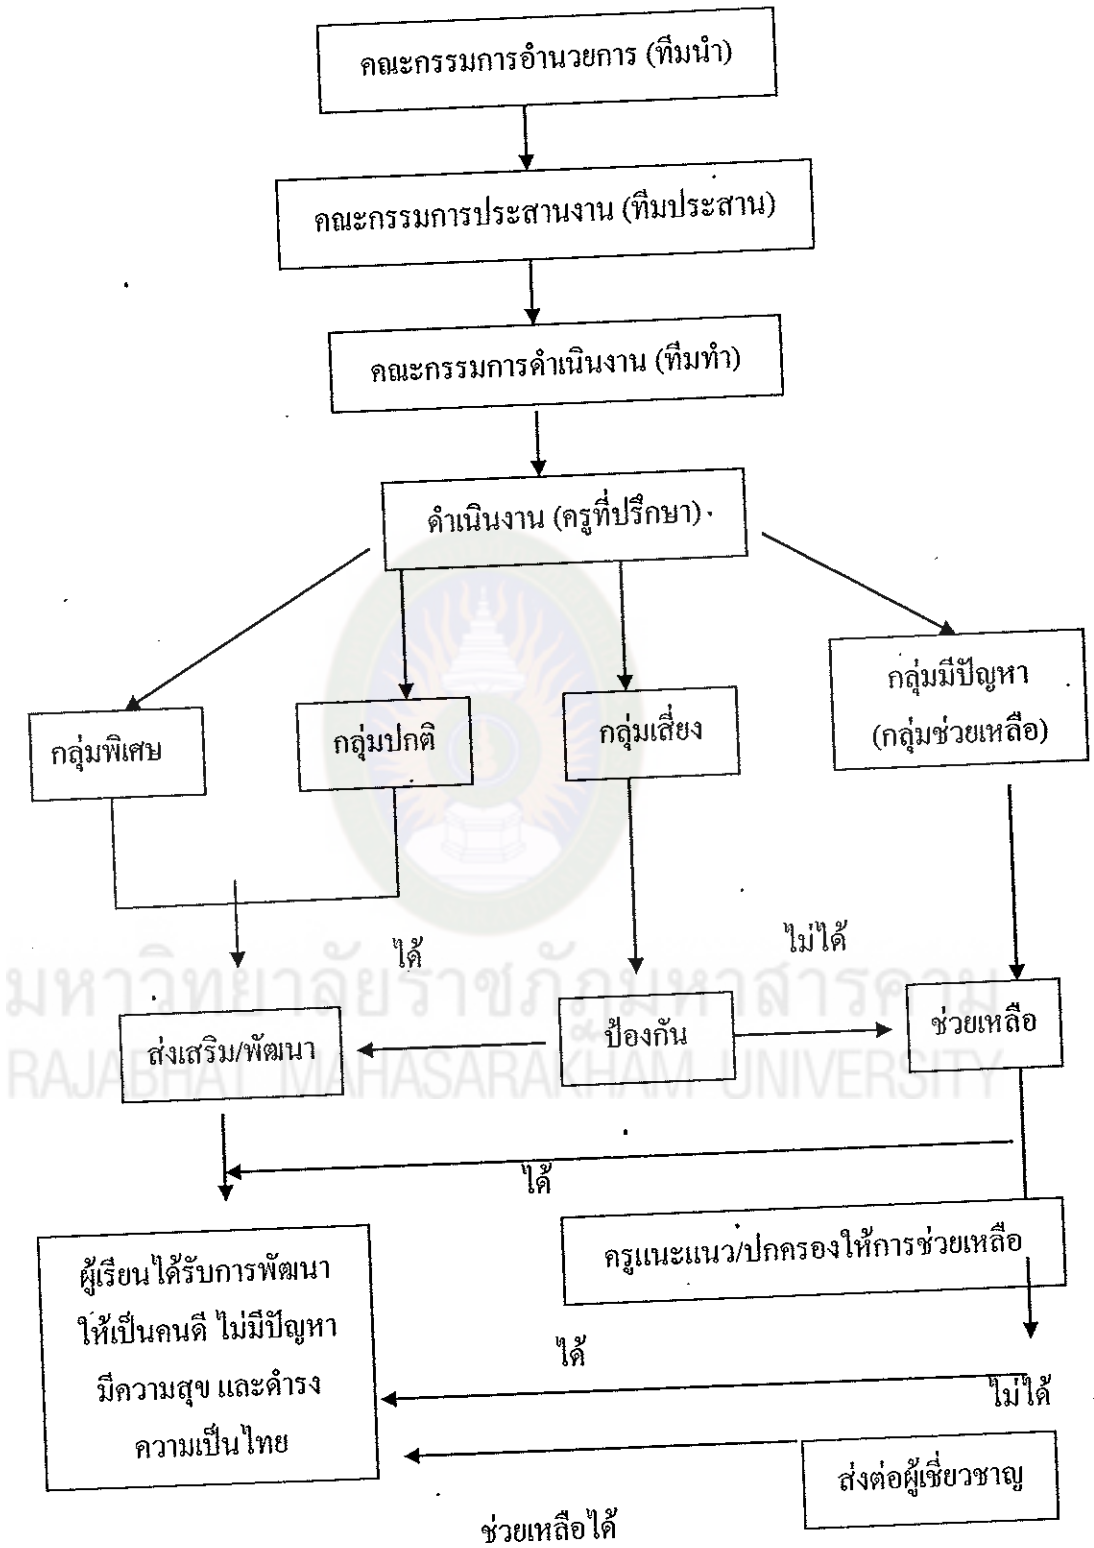 คณะกรรมการอำนวยการ (ทีมนำ)
คณะกรรมการประสานงาน (ทีมประสาน)
คณะกรรมการดำเนินงาน (ทีมทำ)
ดำเนินงาน (ครูที่ปรึกษา)
กลุ่มพิเศษ
กลุ่มปกติ
กลุ่มเสี่ยง
กลุ่มมีปัญหา
(กลุ่มช่วยเหลือ)
ได้
ไม่ได้
มหาวิทยาลัยราชภัฏมหาสารคาม
RAJABHAT MAHASARAKHAM UNIVERSITY
ส่งเสริม/พัฒนา
ป้องกัน
ช่วยเหลือ
ได้
ครูแนะแนว/ปกครองให้การช่วยเหลือ
ผู้เรียนได้รับการพัฒนา
ให้เป็นคนดี ไม่มีปัญหา
มีความสุข และดำรง
ความเป็นไทย
ได้
ไม่ได้
ส่งต่อผู้เชี่ยวชาญ
ช่วยเหลือได้